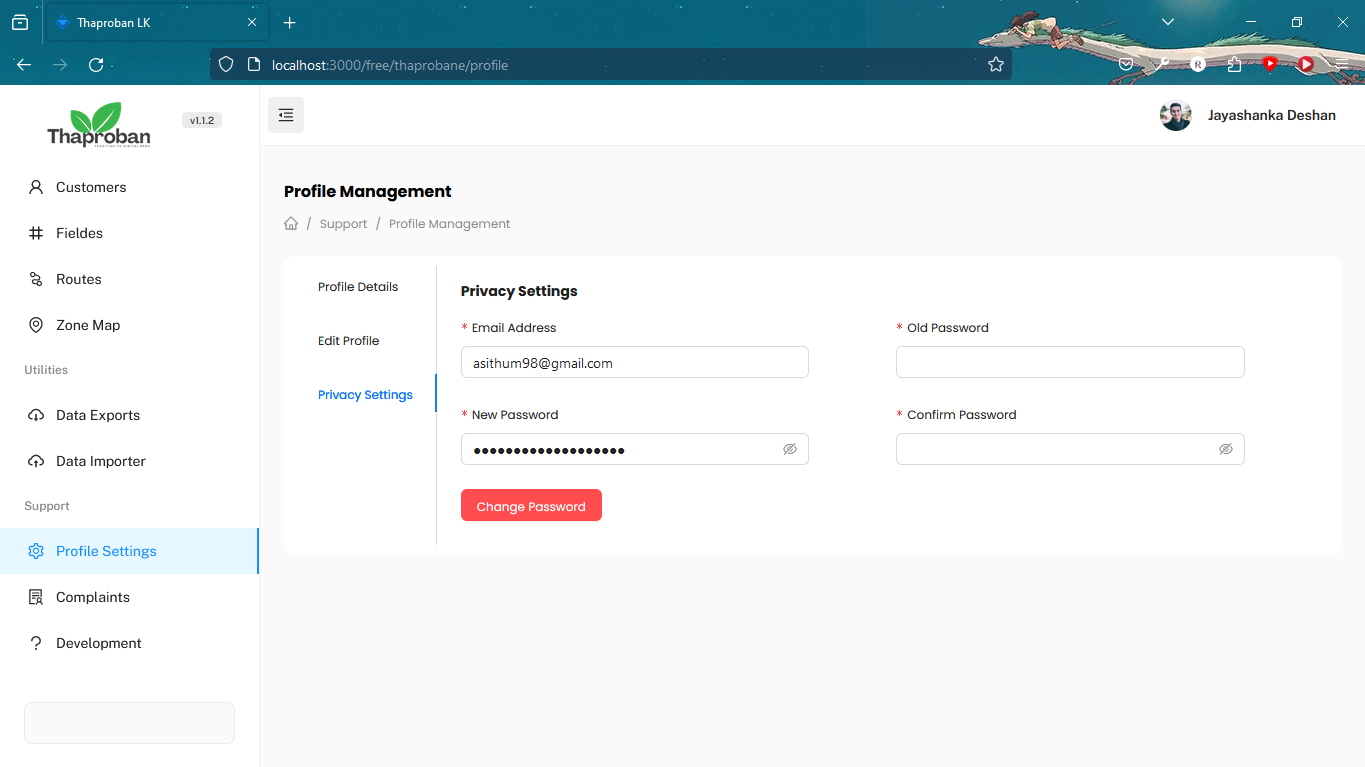 Thaproban LK
localhost:3000/free/thaprobane/profile
R
Thaproban
v1.1.2
Jayashanka Deshan
Customers
Fieldes
Routes
Zone Map
Utilities
Data Exports
Data Importer
Support
Profile Settings
Complaints
Development
Profile Management
/ Support / Profile Management
Profile Details
Edit Profile
Privacy Settings
Privacy Settings
* Email Address
asithum98@gmail.com
* Old Password
* New Password
•••••••••••••••••••
* Confirm Password
Change Password